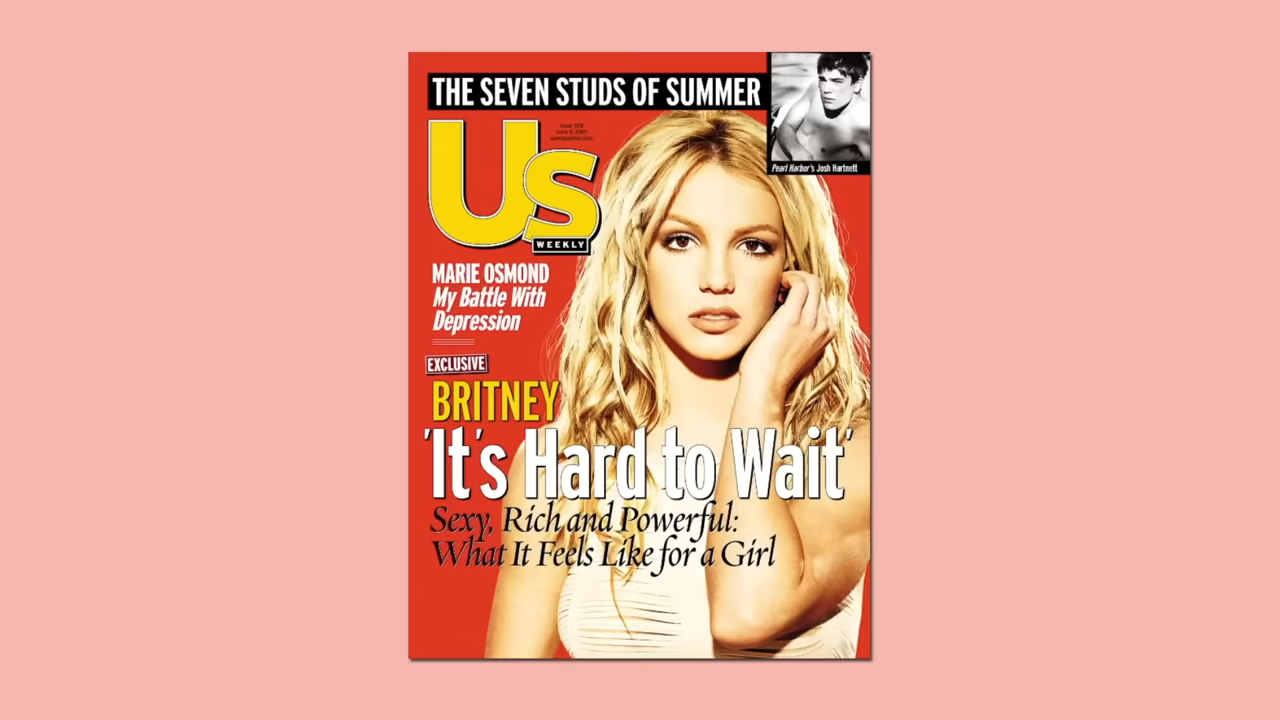 THE SEVEN STUDS OF SUMMER
Us
WEEKLY
Pearl Harbor's Josh Hartnett
MARIE OSMOND
My Battle With
Depression
EXCLUSIVE
BRITNEY
'It's Hard to Wait'
Sexy, Rich and Powerful:
What It Feels Like for a Girl